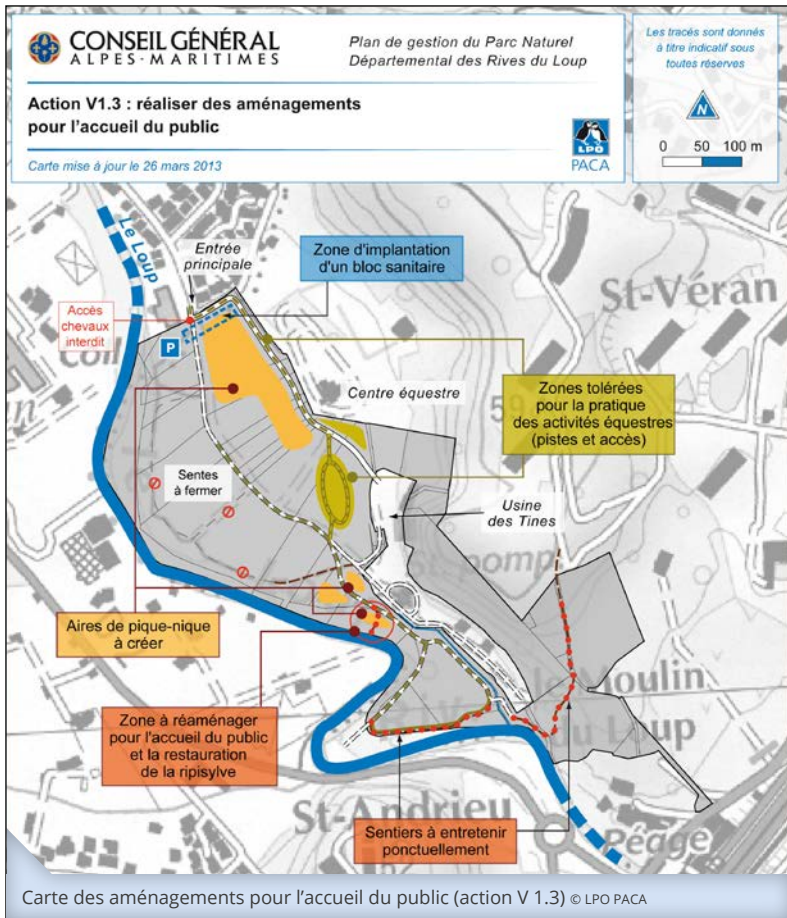 CONSEIL GÉNÉRAL
ALPES-MARITIMES
Plan de gestion du Parc Naturel
Départemental des Rives du Loup
Action V1.3 : réaliser des aménagements
pour l'accueil du public
LPO
PACA
Carte mise à jour le 26 mars 2013
Les tracés sont donnés
à titre indicatif sous
toutes réserves
N
0 50 100 m
Le Loup
Entrée
principale
Zone d'implantation
d'un bloc sanitaire
St-Véran
Accès
chevaux
interdit
P
Centre équestre
Zones tolérées
pour la pratique
des activités équestres
(pistes et accès)
Sentes
à fermer
Usine
des Tines
St. pomp
Aires de pique-nique
à créer
le Moulin
du Loup
Zone à réaménager
pour l'accueil du public
et la restauration
de la ripisylve
St-Andrieu
Sentiers à entretenir
ponctuellement
Péage
Carte des aménagements pour l'accueil du public (action V 1.3) © LPO PACA